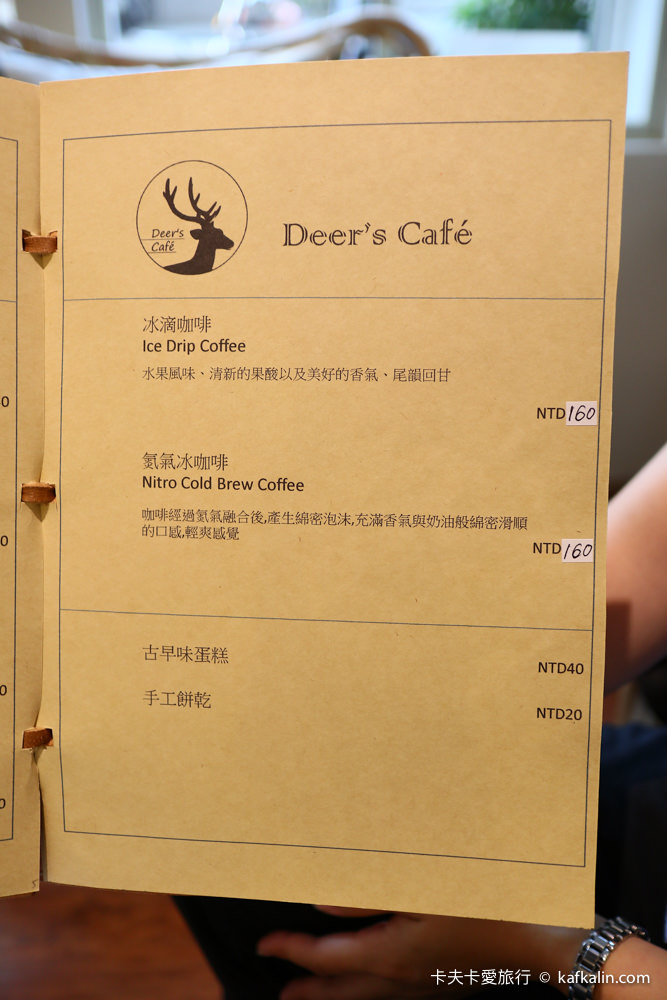 Deer's
Café
Deer's Café
冰滴咖啡
Ice Drip Coffee
水果風味、清新的果酸以及美好的香氣、尾韻回甘
NTD160
氮氣冰咖啡
Nitro Cold Brew Coffee
咖啡經過氮氣融合後,產生綿密泡沫,充滿香氣與奶油般綿密滑順
的口感,輕爽感覺
NTD160
古早味蛋糕
NTD40
手工餅乾
NTD20
卡夫卡愛旅行 © kafkalin.com